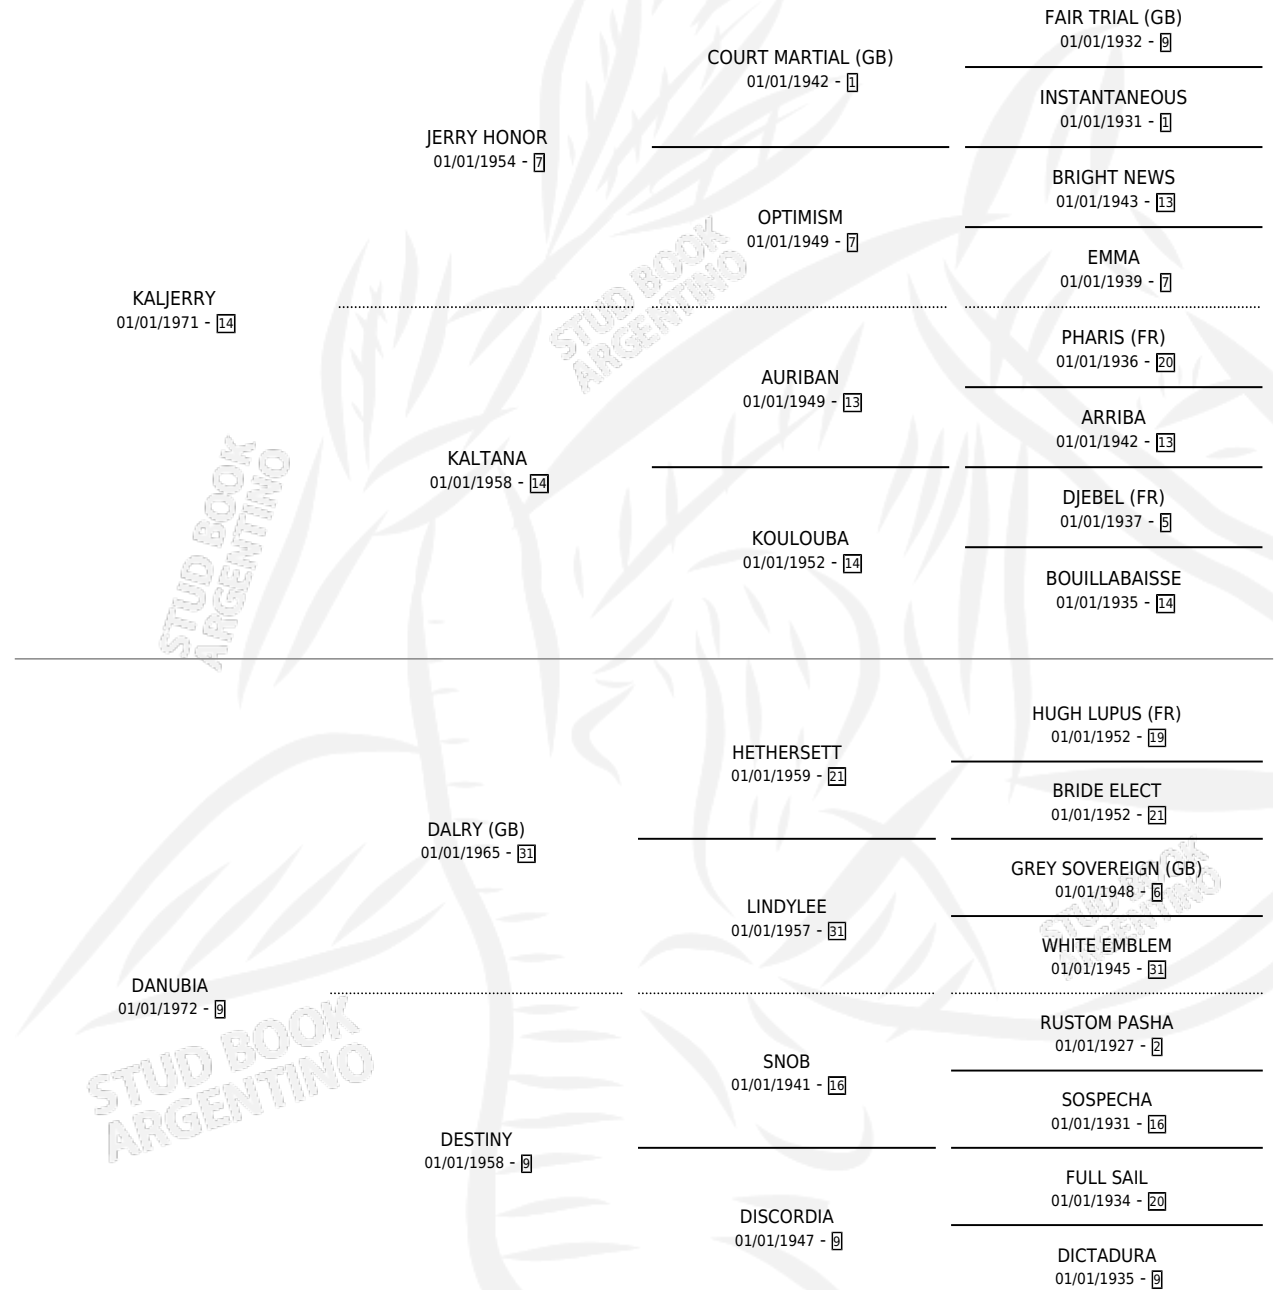 FAIR TRIAL (GB)
01/01/1932 - 9
COURT MARTIAL (GB)
01/01/1942 - 1
INSTANTANEOUS
01/01/1931 - 1
JERRY HONOR
01/01/1954 - 7
BRIGHT NEWS
01/01/1943 - 13
OPTIMISM
01/01/1949 - 7
EMMA
01/01/1939 - 7
KALJERRY
01/01/1971 - 14
PHARIS (FR)
01/01/1936 - 20
AURIBAN
01/01/1949 - 13
ARRIBA
01/01/1942 - 13
KALTANA
01/01/1958 - 14
DJEBEL (FR)
01/01/1937 - 5
KOULOUBA
01/01/1952 - 14
BOUILLABAISSE
01/01/1935 - 14
HUGH LUPUS (FR)
01/01/1952 - 19
HETHERSETT
01/01/1959 - 21
BRIDE ELECT
01/01/1952 - 21
DALRY (GB)
01/01/1965 - 31
GREY SOVEREIGN (GB)
01/01/1948 - 6
LINDYLEE
01/01/1957 - 31
WHITE EMBLEM
01/01/1945 - 31
DANUBIA
01/01/1972 - 9
RUSTOM PASHA
01/01/1927 - 2
SNOB
01/01/1941 - 16
SOSPECHA
01/01/1931 - 16
DESTINY
01/01/1958 - 9
FULL SAIL
01/01/1934 - 20
DISCORDIA
01/01/1947 - 9
DICTADURA
01/01/1935 - 9
STUD BOOK
ARGENTINO
STUD BOOK
ARGENTINO
STUD BOOK
ARGENTINO
STUD BOOK
ARGENTINO